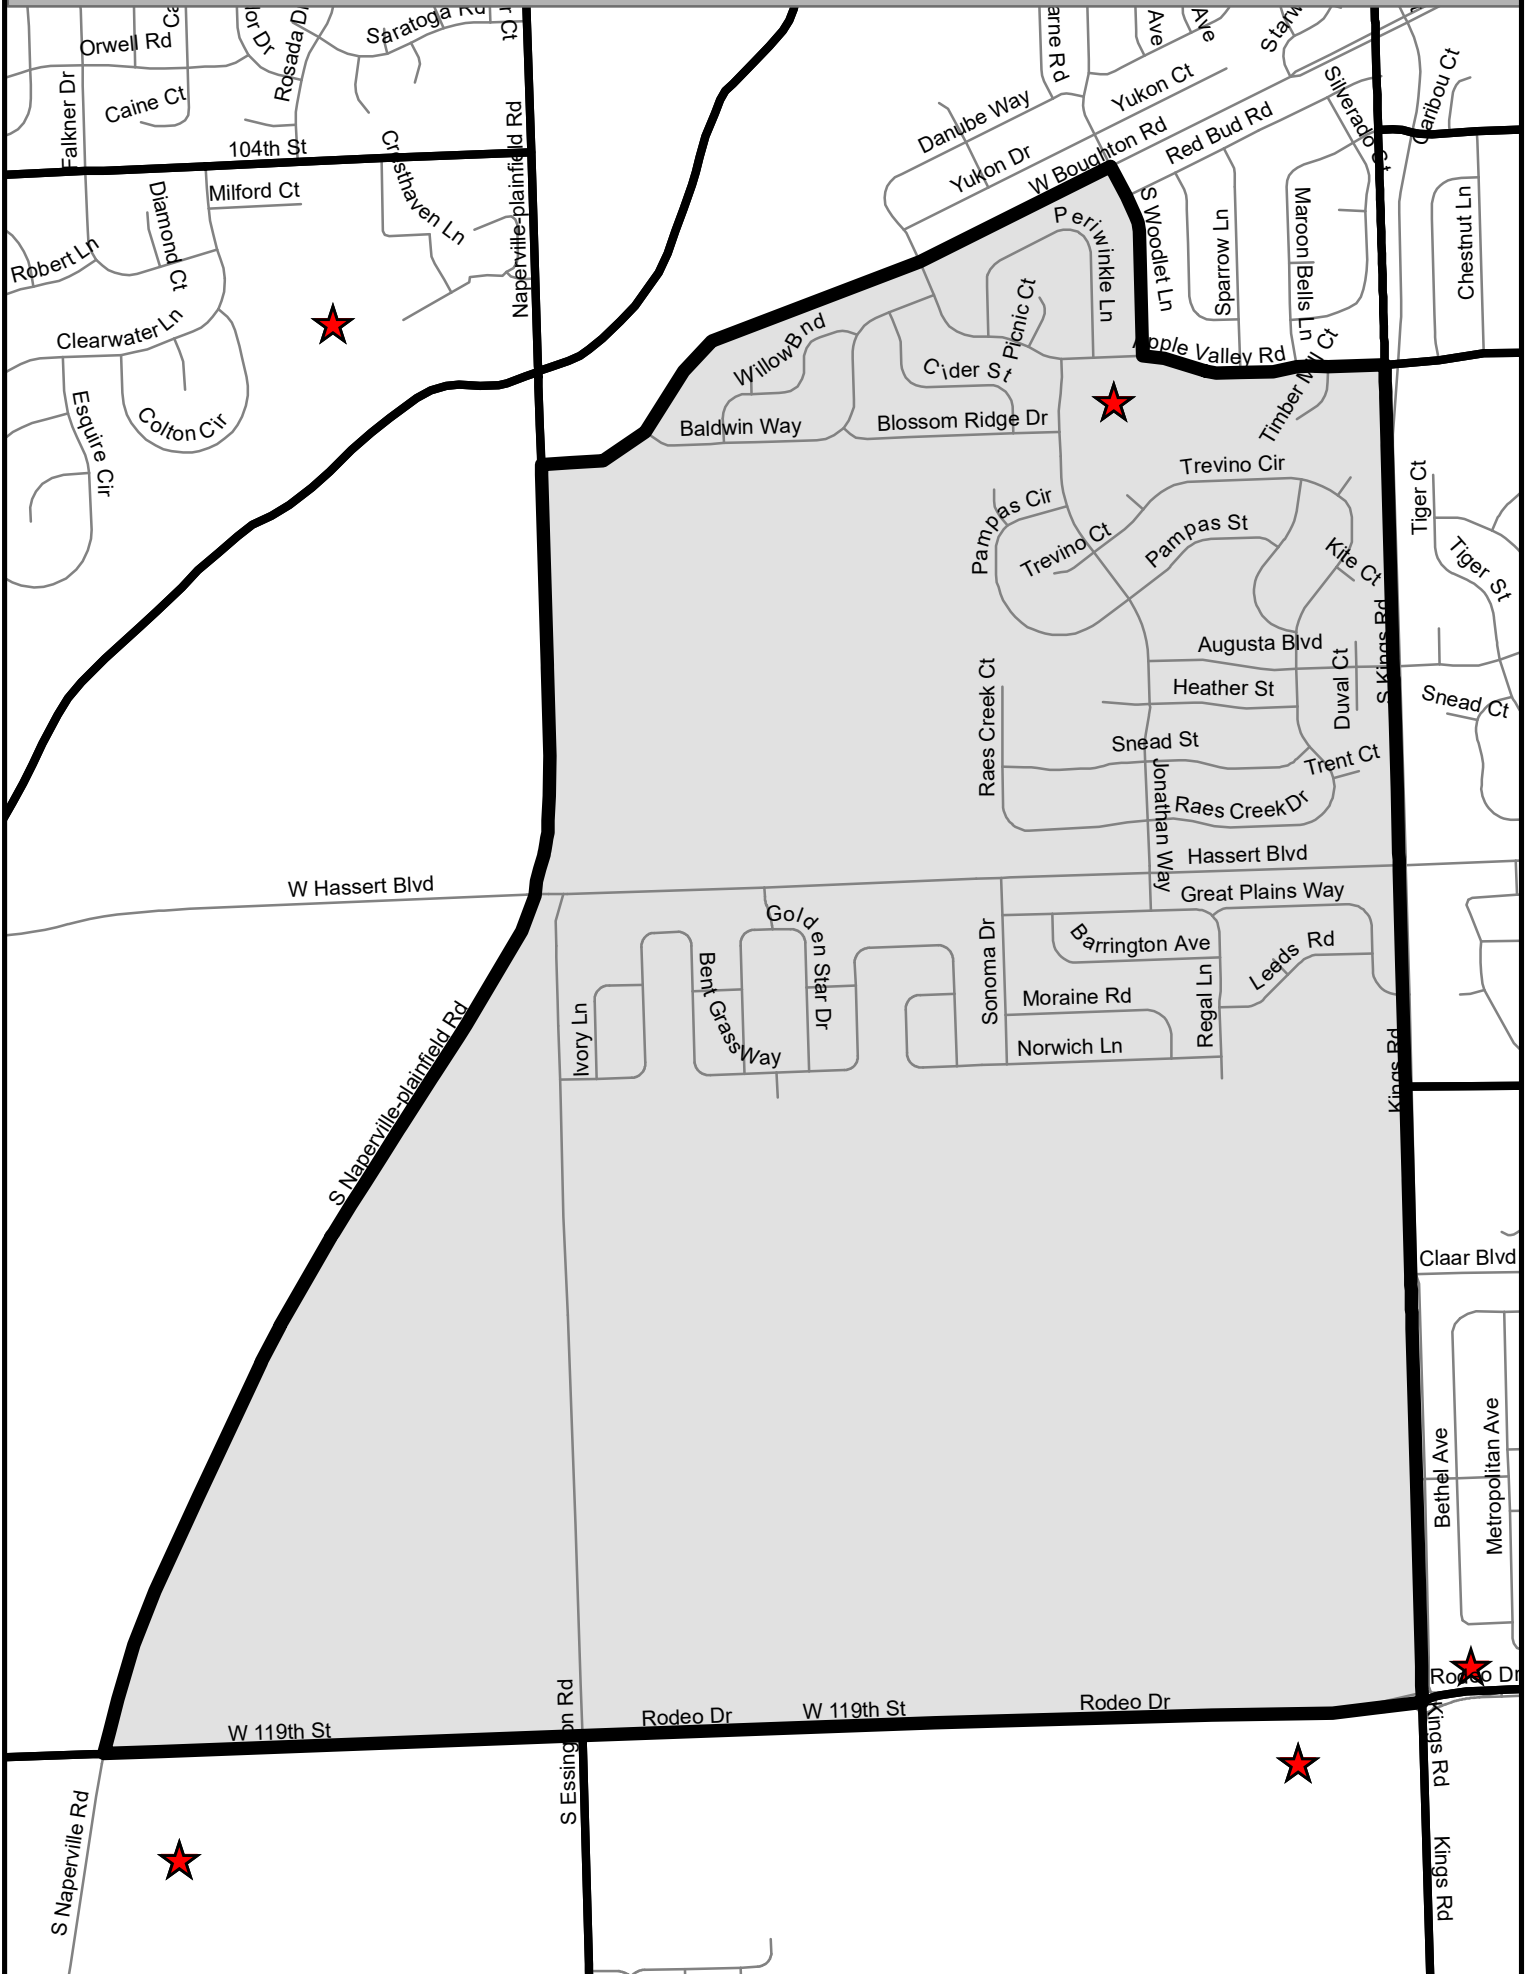 Saratoga Rd
Orwell Rd
Rosada Dr
Caine Ct
Falkner Dr
104th St
Naperville-plainfield Rd
Cresthaven Ln
Milford Ct
Diamond Ct
Robert Ln
Clearwater Ln
Colton Cir
Esquire Cir
Ave
Ave
Yukon Ct
Danube Way
Yukon Dr
W Boughton Rd
Red Bud Rd
Silverado Ct
Caribou Ct
Chestnut Ln
Maroon Bells Ln
Sparrow Ln
S Woodlet Ln
Periwinkle Ln
Picnic Ct
Cider St
Apple Valley Rd
Timber Mill Ct
Baldwin Way
Blossom Ridge Dr
Trevino Cir
Pampas Cir
Trevino Ct
Pampas St
Kite Ct
Tiger Ct
Tiger St
S Kings Rd
Augusta Blvd
Heather St
Duval Ct
Snead Ct
Raes Creek Ct
Snead St
Trent Ct
Raes Creek Dr
Jonathan Way
Hassert Blvd
W Hassert Blvd
Great Plains Way
Golden Star Dr
Barrington Ave
Leeds Rd
Sonoma Dr
Bent Grass Way
Moraine Rd
Regal Ln
Norwich Ln
Ivory Ln
Kings Rd
S Naperville-plainfield Rd
Claar Blvd
Bethel Ave
Metropolitan Ave
Rodeo Dr
Rodeo Dr
W 119th St
Rodeo Dr
W 119th St
S Essington Rd
Kings Rd
Kings Rd
S Naperville Rd